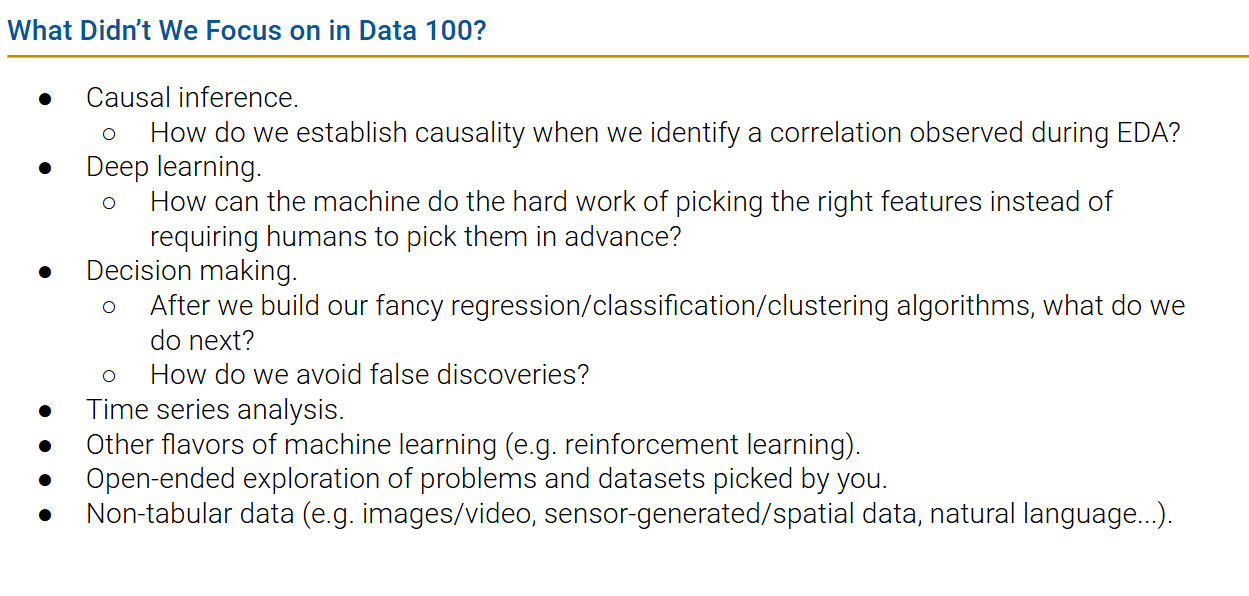 What Didn’t We Focus on in Data 100?
● Causal inference.
○ How do we establish causality when we identify a correlation observed during EDA?
● Deep learning.
○ How can the machine do the hard work of picking the right features instead of
requiring humans to pick them in advance?
● Decision making.
○ After we build our fancy regression/classification/clustering algorithms, what do we
do next?
○ How do we avoid false discoveries?
● Time series analysis.
● Other flavors of machine learning (e.g. reinforcement learning).
● Open-ended exploration of problems and datasets picked by you.
● Non-tabular data (e.g. images/video, sensor-generated/spatial data, natural language...).